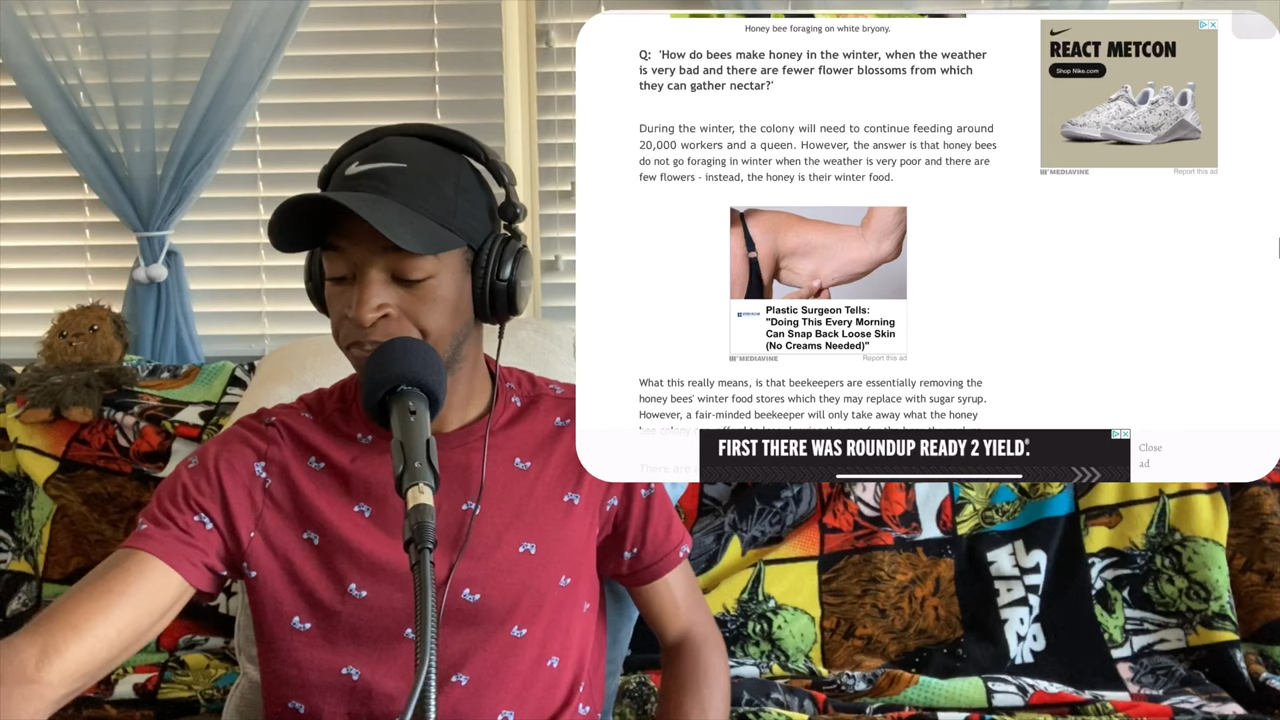 Honey bee foraging on white bryony.
Q: 'How do bees make honey in the winter, when the weather
is very bad and there are fewer flower blossoms from which
they can gather nectar?'
During the winter, the colony will need to continue feeding around
20,000 workers and a queen. However, the answer is that honey bees
do not go foraging in winter when the weather is very poor and there are
few flowers - instead, the honey is their winter food.
Plastic Surgeon Tells:
"Doing This Every Morning
Can Snap Back Loose Skin
(No Creams Needed)"
MEDIAVINE
Report this ad
What this really means, is that beekeepers are essentially removing the
honey bees' winter food stores which they may replace with sugar syrup.
However, a fair-minded beekeeper will only take away what the honey
There are
REACT METCON
Shop Nike.com
MEDIAVINE
Report this ad
FIRST THERE WAS ROUNDUP READY 2 YIELD®
Close
ad
STAR
WARS